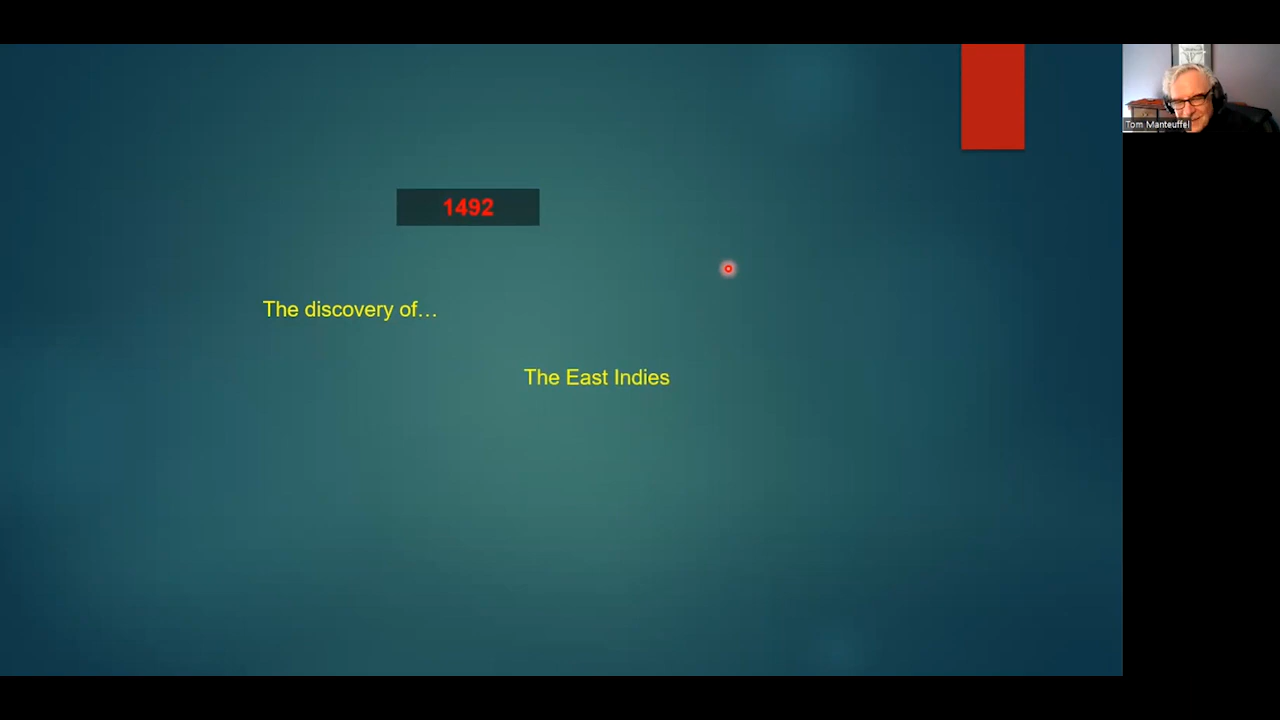 1492
The discovery of…
The East Indies
Tom Manteuffel